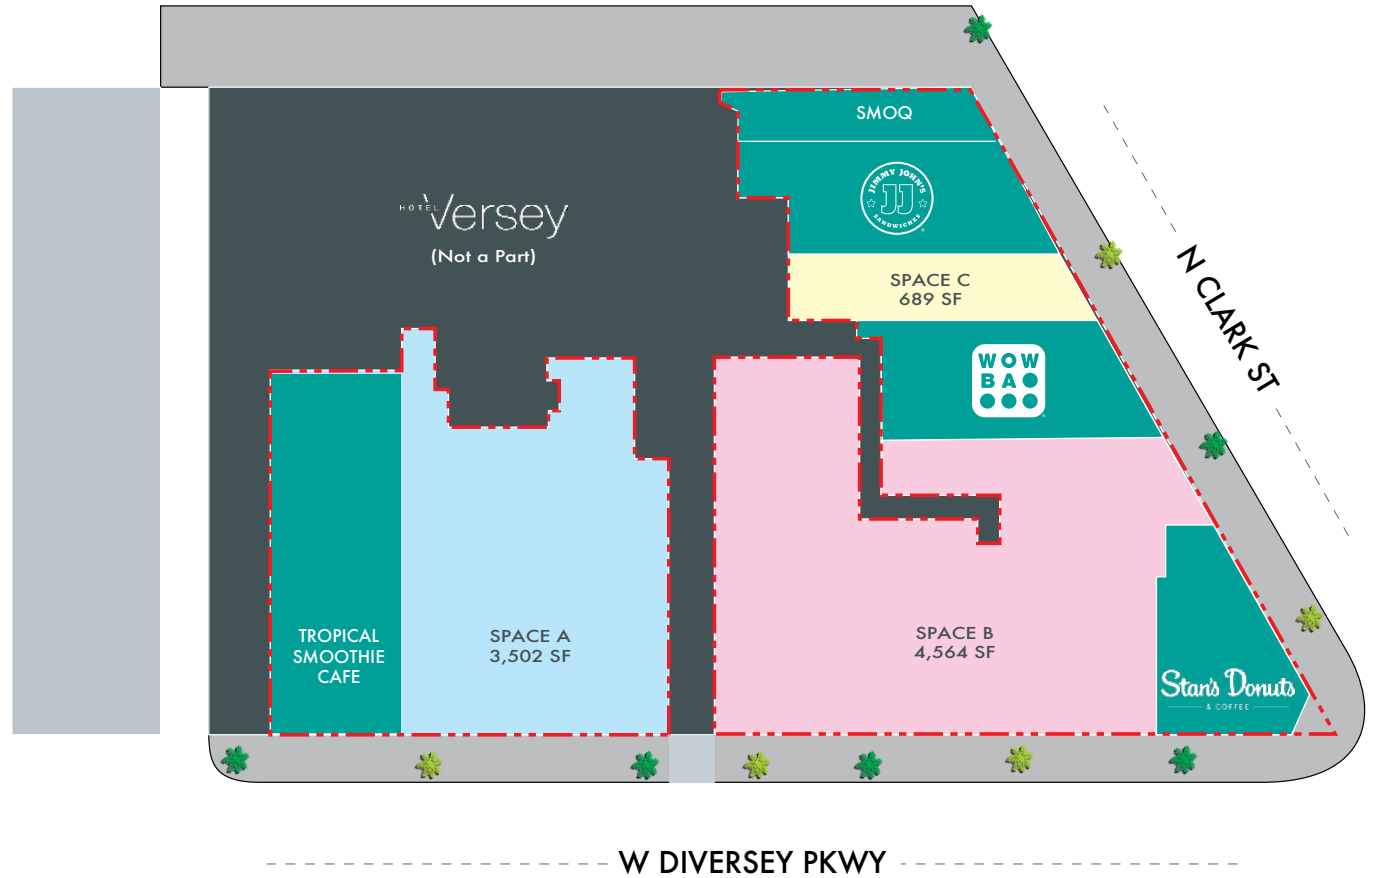 SMOQ
JIMMY JOHN'S
JJ
SANDWICHES
®
HOTEL Versey
(Not a Part)
SPACE C
689 SF
N CLARK ST
WOW
BAO
TROPICAL
SMOOTHIE
CAFE
SPACE A
3,502 SF
SPACE B
4,564 SF
Stan's Donuts
& COFFEE
W DIVERSEY PKWY